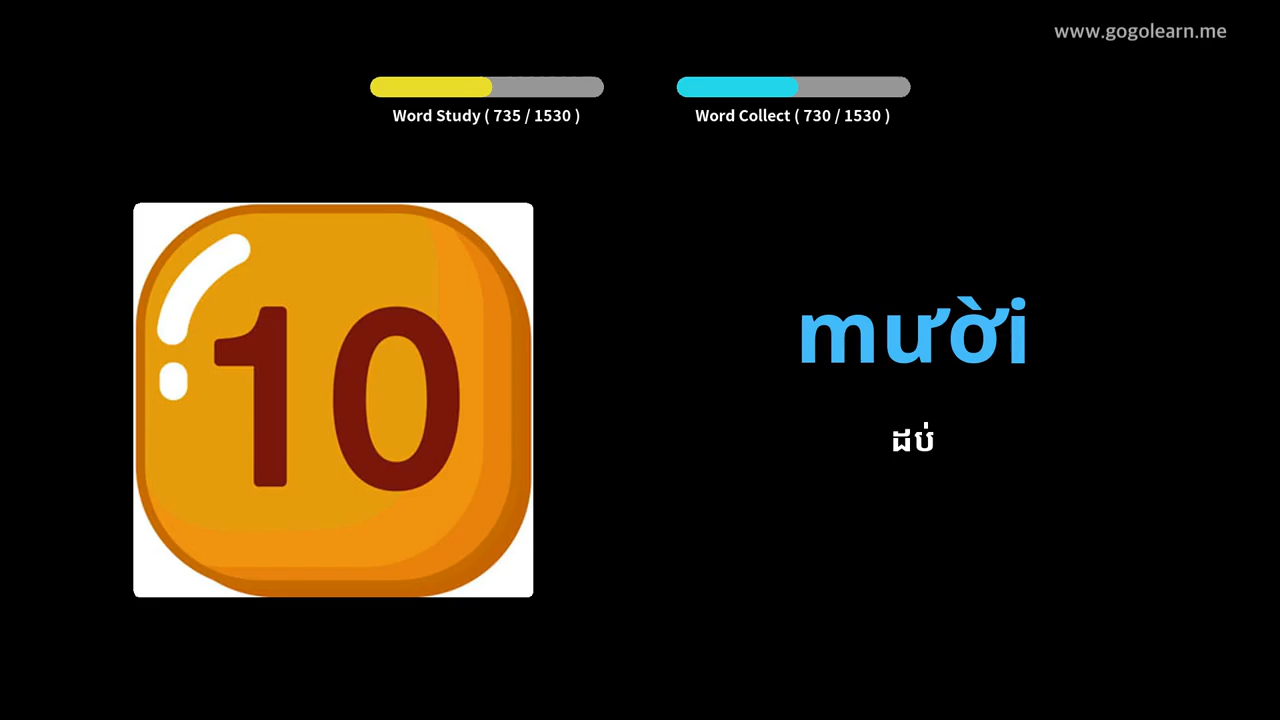 www.gogolearn.me
Word Study ( 735 / 1530 )
Word Collect ( 730 / 1530 )
10
mười
ដប់